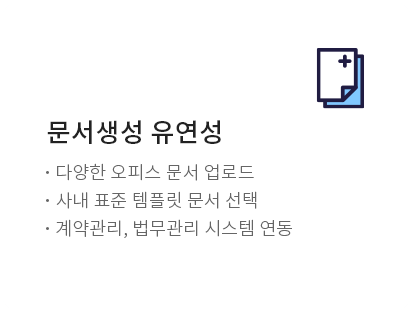 문서생성 유연성
· 다양한 오피스 문서 업로드
· 사내 표준 템플릿 문서 선택
· 계약관리, 법무관리 시스템 연동